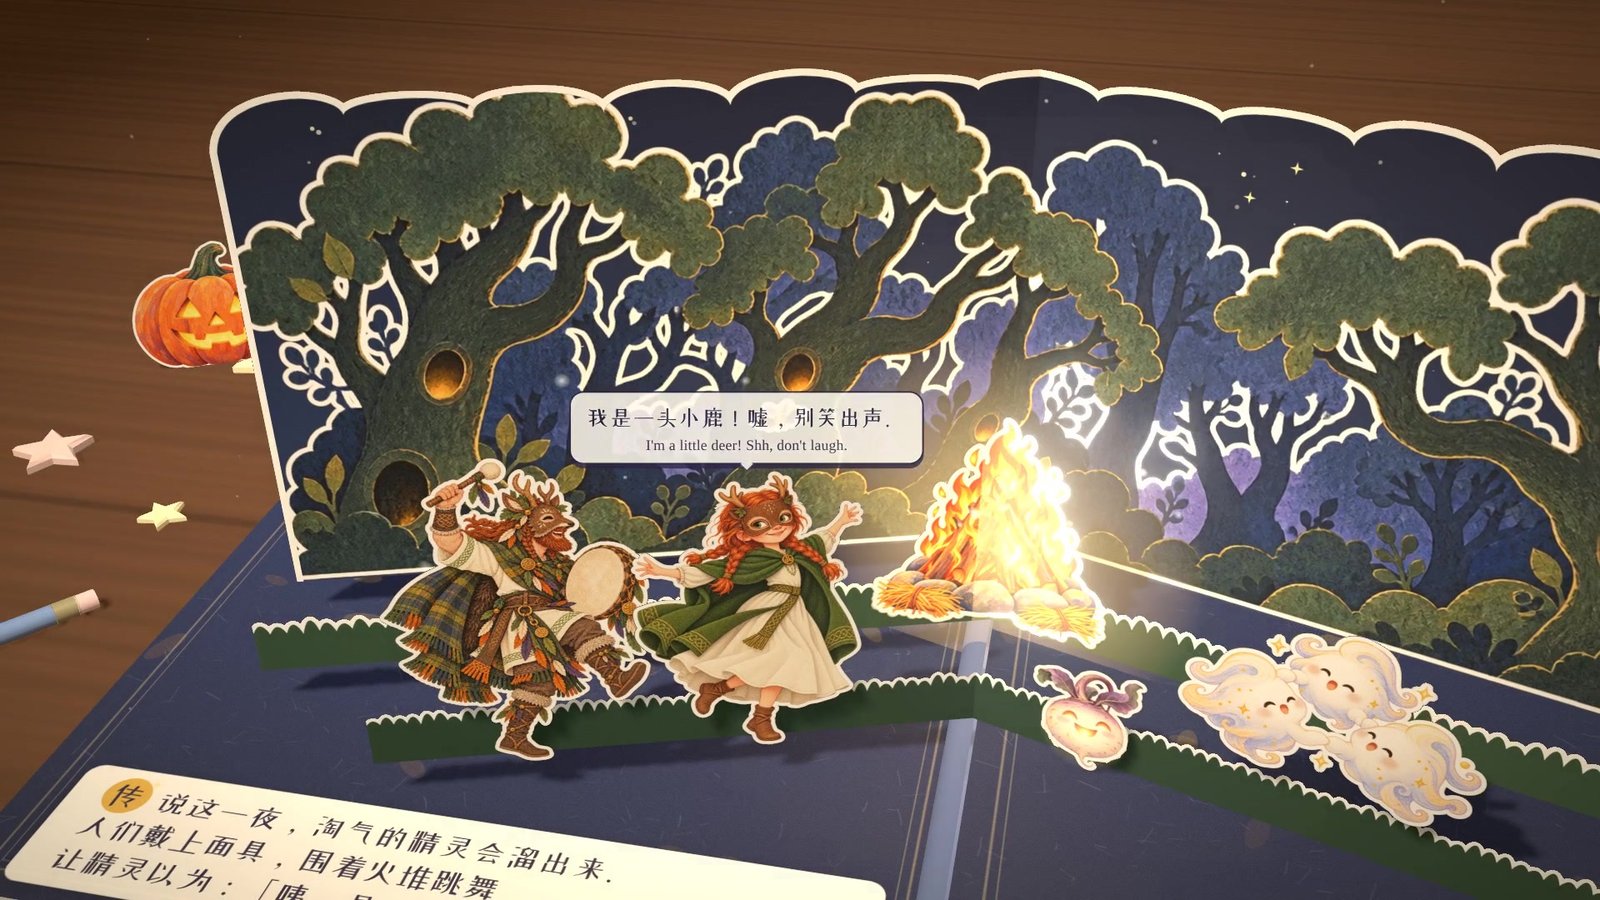 我是一头小鹿！嘘，别笑出声.
I'm a little deer! Shh, don't laugh.
传说这一夜，淘气的精灵会溜出来.
人们戴上面具，围着火堆跳舞
让精灵以为：「咦